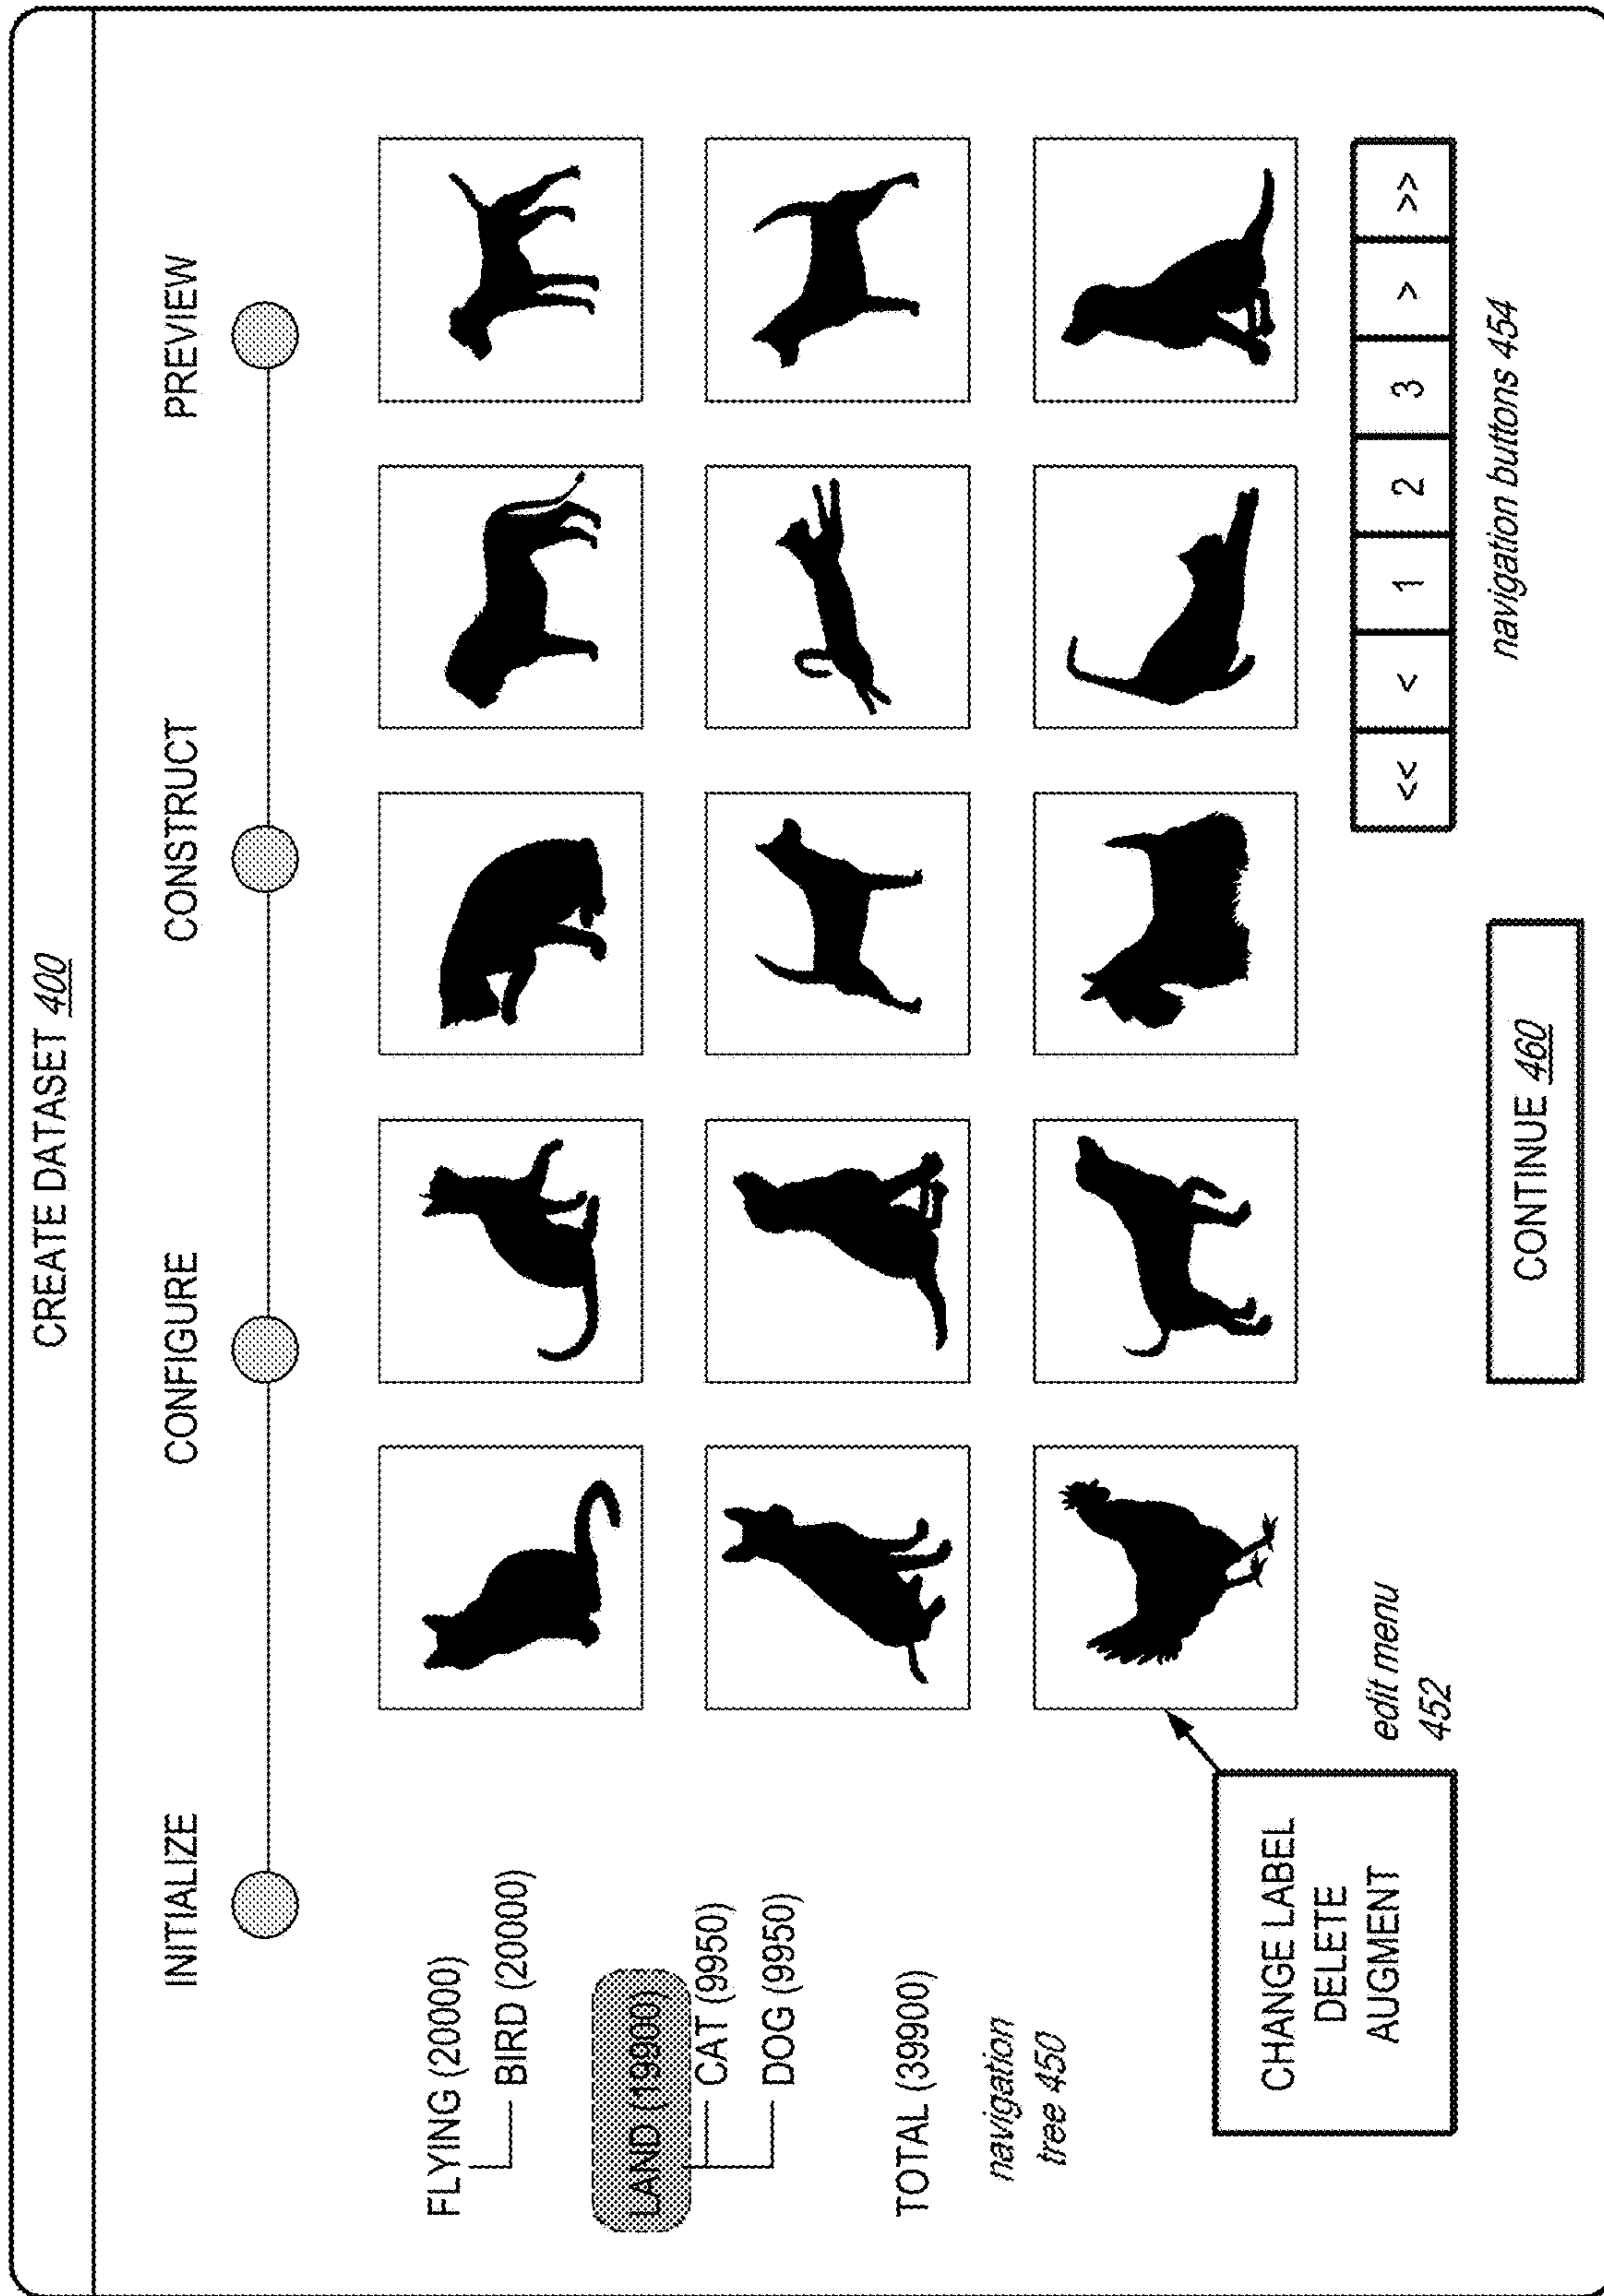 CREATE DATASET 400
INITIALIZE
CONFIGURE
CONSTRUCT
PREVIEW
FLYING (20000)
BIRD (20000)
LAND (19900)
CAT (9950)
DOG (9950)
TOTAL (39900)
navigation
tree 450
CHANGE LABEL
DELETE
AUGMENT
edit menu
452
<< < 1 2 3 > >>
navigation buttons 454
CONTINUE 460